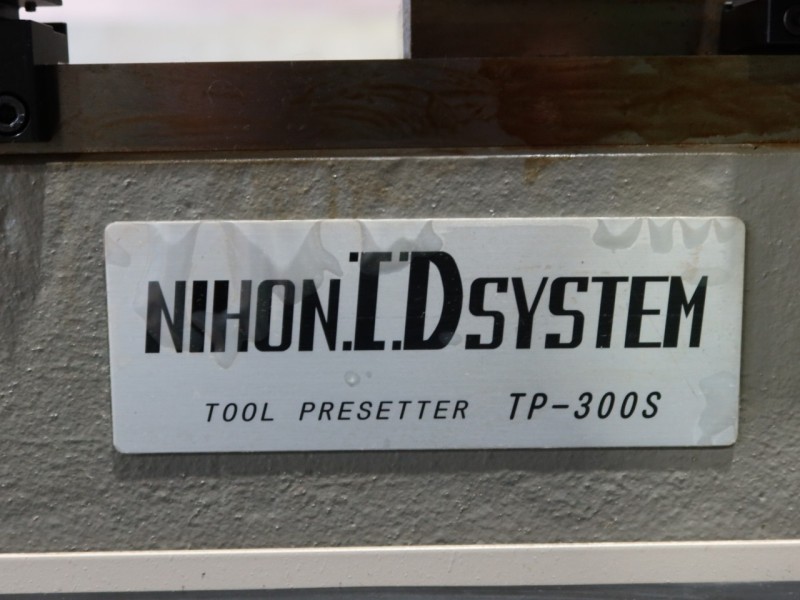 NIHON.I.D SYSTEM
TOOL PRESETTER TP-300S